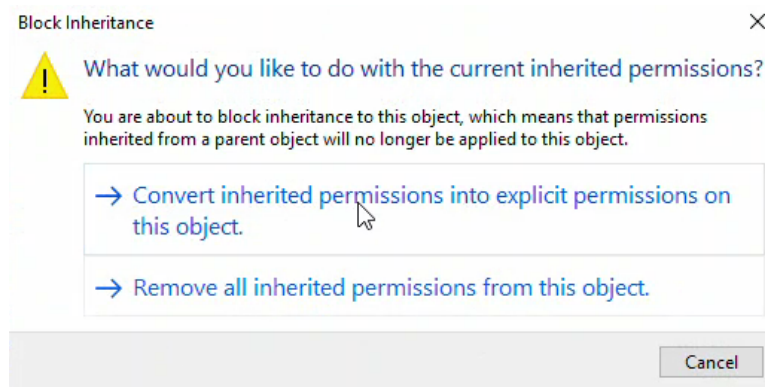 Block Inheritance
What would you like to do with the current inherited permissions?
You are about to block inheritance to this object, which means that permissions
inherited from a parent object will no longer be applied to this object.
Convert inherited permissions into explicit permissions on
this object.
Remove all inherited permissions from this object.
Cancel